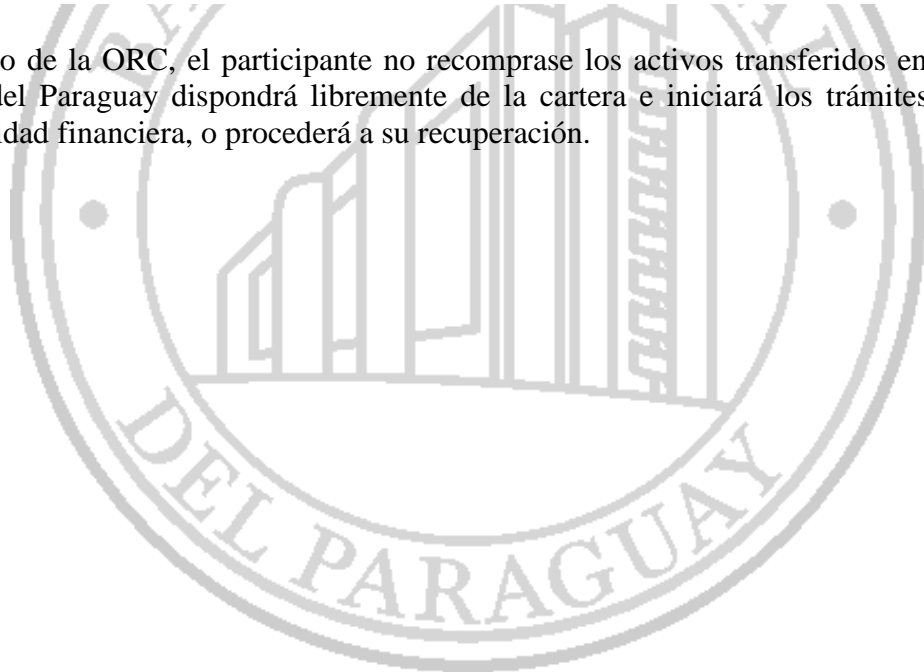 o de la ORC, el participante no recomprase los activos transferidos en
del Paraguay dispondrá libremente de la cartera e iniciará los trámites
idad financiera, o procederá a su recuperación.
DEL PARAGUAY